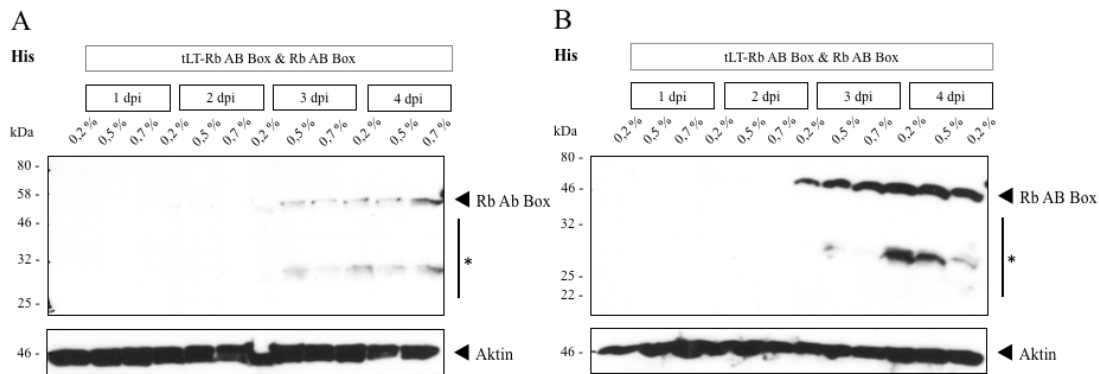 A
His
tLT-Rb AB Box & Rb AB Box
1 dpi 2 dpi 3 dpi 4 dpi
kDa 0,2 % 0,5 % 0,7 % 0,2 % 0,5 % 0,7 % 0,2 % 0,5 % 0,7 % 0,2 % 0,5 % 0,7 %
80 -
58 -
Rb Ab Box
46 -
32 -
*
25 -
46 -
Aktin
B
His
tLT-Rb AB Box & Rb AB Box
1 dpi 2 dpi 3 dpi 4 dpi
kDa 0,2 % 0,5 % 0,7 % 0,2 % 0,5 % 0,7 % 0,2 % 0,5 % 0,7 % 0,2 % 0,5 % 0,2 %
80 -
46 -
Rb AB Box
32 -
*
25 -
22 -
46 -
Aktin